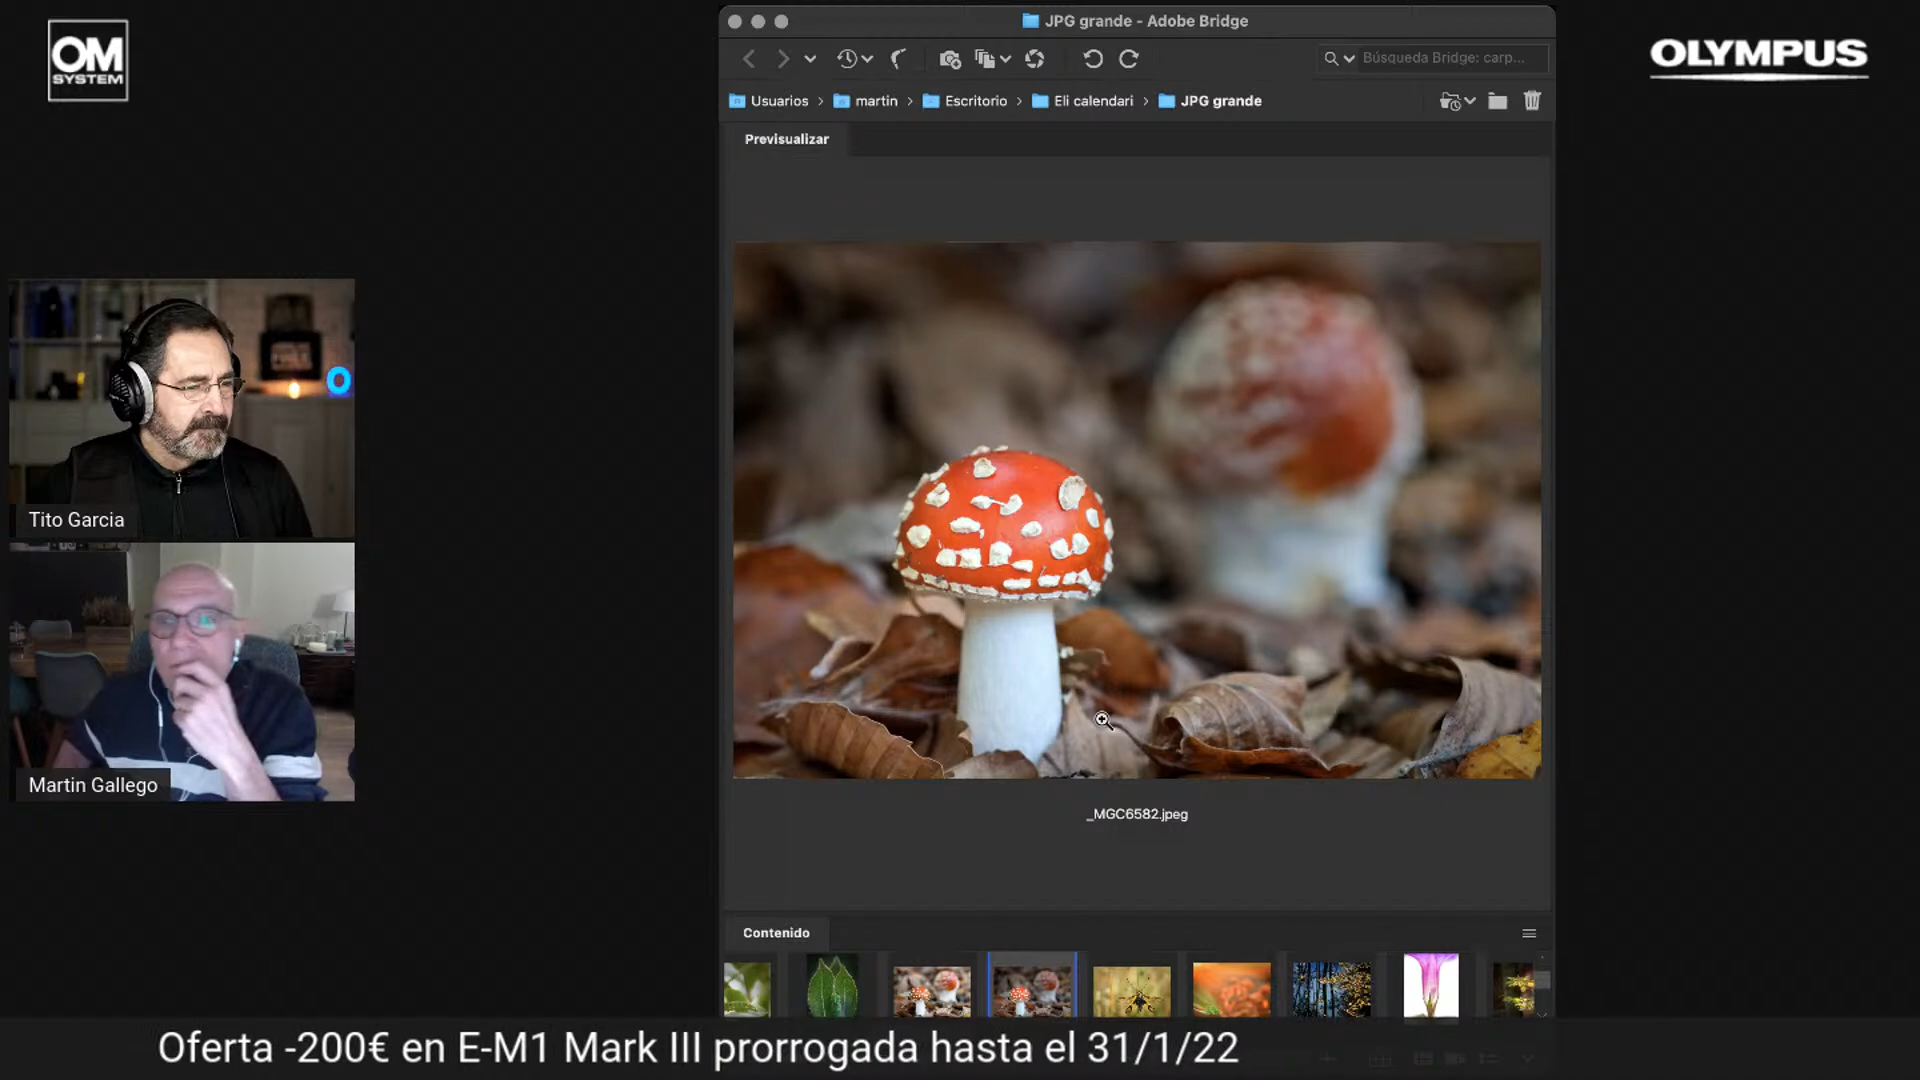 OM
SYSTEM
JPG grande - Adobe Bridge
OLYMPUS
Búsqueda Bridge: carp...
Usuarios > martin > Escritorio > Eli calendari > JPG grande
Previsualizar
Tito Garcia
Martin Gallego
_MGC6582.jpeg
Contenido
Oferta -200€ en E-M1 Mark III prorrogada hasta el 31/1/22